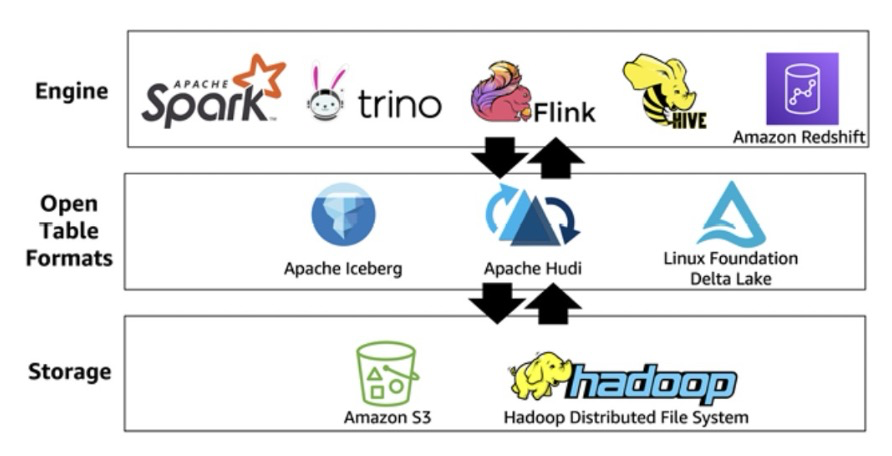 Engine
APACHE
Spark™
trino
Flink
HIVE
Amazon Redshift
Open
Table
Formats
Apache Iceberg
Apache Hudi
Linux Foundation
Delta Lake
Storage
hadoop
Amazon S3
Hadoop Distributed File System